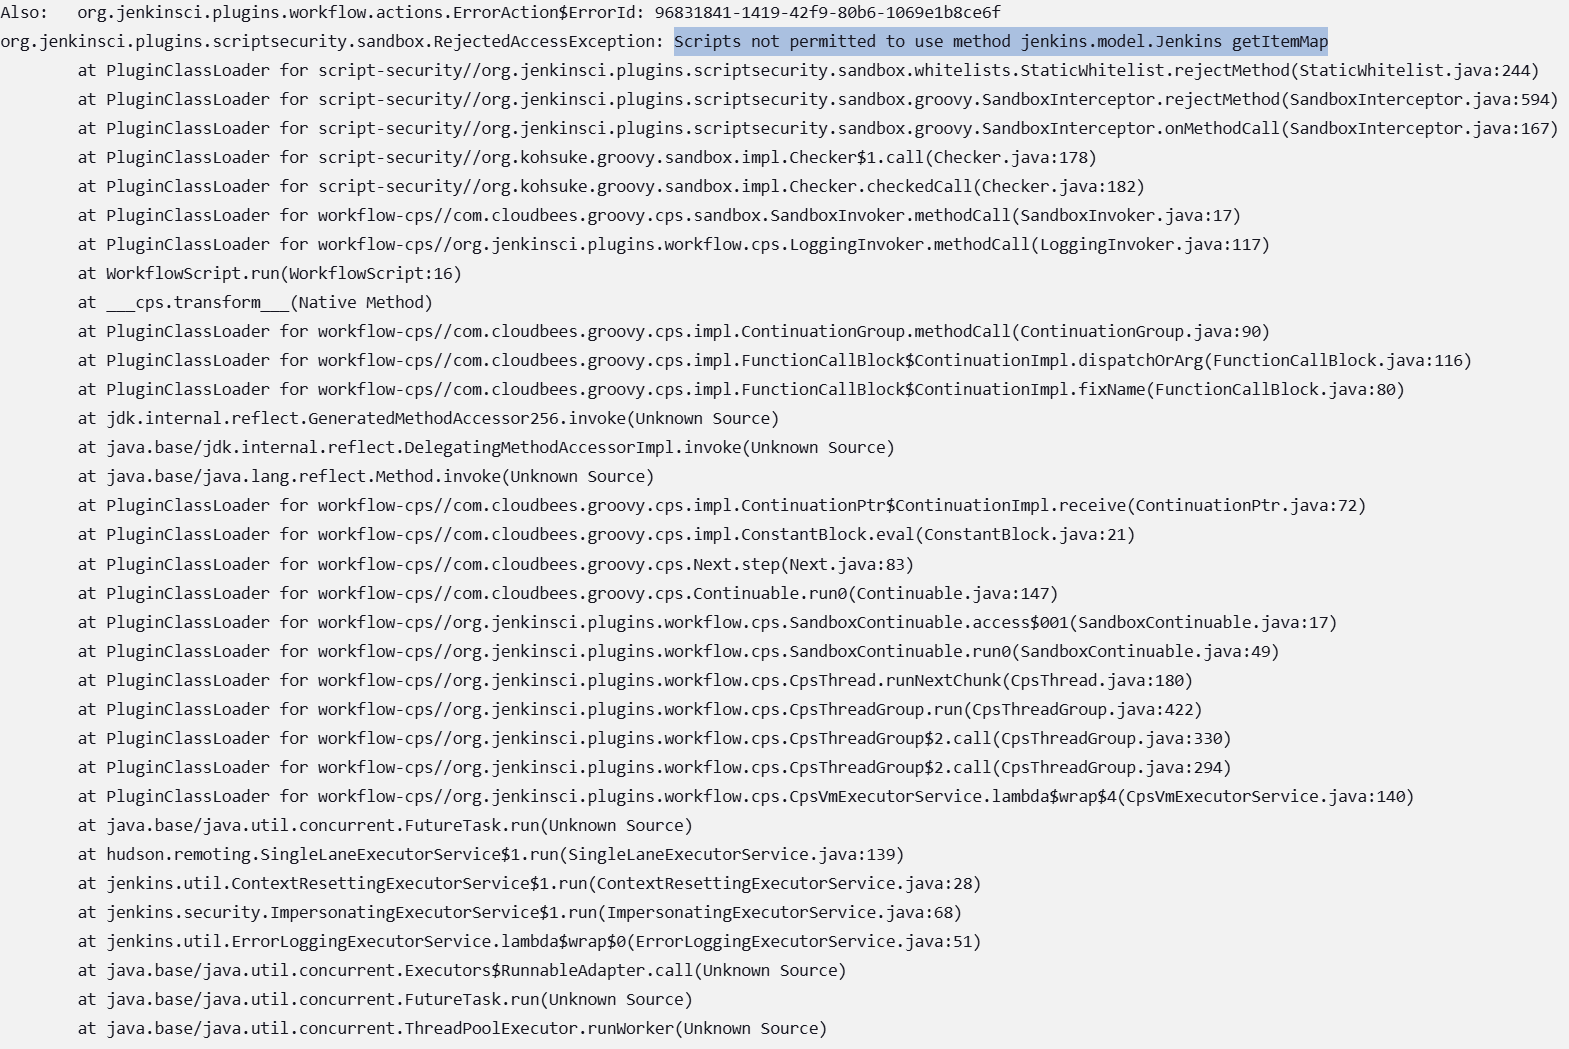 Also:   org.jenkinsci.plugins.workflow.actions.ErrorAction$ErrorId: 96831841-1419-42f9-80b6-1069e1b8ce6f
org.jenkinsci.plugins.scriptsecurity.sandbox.RejectedAccessException: Scripts not permitted to use method jenkins.model.Jenkins getItemMap
at PluginClassLoader for script-security//org.jenkinsci.plugins.scriptsecurity.sandbox.whitelists.StaticWhitelist.rejectMethod(StaticWhitelist.java:244)
at PluginClassLoader for script-security//org.jenkinsci.plugins.scriptsecurity.sandbox.groovy.SandboxInterceptor.rejectMethod(SandboxInterceptor.java:594)
at PluginClassLoader for script-security//org.jenkinsci.plugins.scriptsecurity.sandbox.groovy.SandboxInterceptor.onMethodCall(SandboxInterceptor.java:167)
at PluginClassLoader for script-security//org.kohsuke.groovy.sandbox.impl.Checker$1.call(Checker.java:178)
at PluginClassLoader for script-security//org.kohsuke.groovy.sandbox.impl.Checker.checkedCall(Checker.java:182)
at PluginClassLoader for workflow-cps//com.cloudbees.groovy.cps.sandbox.SandboxInvoker.methodCall(SandboxInvoker.java:17)
at PluginClassLoader for workflow-cps//org.jenkinsci.plugins.workflow.cps.LoggingInvoker.methodCall(LoggingInvoker.java:117)
at WorkflowScript.run(WorkflowScript:16)
at ___cps.transform___(Native Method)
at PluginClassLoader for workflow-cps//com.cloudbees.groovy.cps.impl.ContinuationGroup.methodCall(ContinuationGroup.java:90)
at PluginClassLoader for workflow-cps//com.cloudbees.groovy.cps.impl.FunctionCallBlock$ContinuationImpl.dispatchOrArg(FunctionCallBlock.java:116)
at PluginClassLoader for workflow-cps//com.cloudbees.groovy.cps.impl.FunctionCallBlock$ContinuationImpl.fixName(FunctionCallBlock.java:80)
at jdk.internal.reflect.GeneratedMethodAccessor256.invoke(Unknown Source)
at java.base/jdk.internal.reflect.DelegatingMethodAccessorImpl.invoke(Unknown Source)
at java.base/java.lang.reflect.Method.invoke(Unknown Source)
at PluginClassLoader for workflow-cps//com.cloudbees.groovy.cps.impl.ContinuationPtr$ContinuationImpl.receive(ContinuationPtr.java:72)
at PluginClassLoader for workflow-cps//com.cloudbees.groovy.cps.impl.ConstantBlock.eval(ConstantBlock.java:21)
at PluginClassLoader for workflow-cps//com.cloudbees.groovy.cps.Next.step(Next.java:83)
at PluginClassLoader for workflow-cps//com.cloudbees.groovy.cps.Continuable.run0(Continuable.java:147)
at PluginClassLoader for workflow-cps//org.jenkinsci.plugins.workflow.cps.SandboxContinuable.access$001(SandboxContinuable.java:17)
at PluginClassLoader for workflow-cps//org.jenkinsci.plugins.workflow.cps.SandboxContinuable.run0(SandboxContinuable.java:49)
at PluginClassLoader for workflow-cps//org.jenkinsci.plugins.workflow.cps.CpsThread.runNextChunk(CpsThread.java:180)
at PluginClassLoader for workflow-cps//org.jenkinsci.plugins.workflow.cps.CpsThreadGroup.run(CpsThreadGroup.java:422)
at PluginClassLoader for workflow-cps//org.jenkinsci.plugins.workflow.cps.CpsThreadGroup$2.call(CpsThreadGroup.java:330)
at PluginClassLoader for workflow-cps//org.jenkinsci.plugins.workflow.cps.CpsThreadGroup$2.call(CpsThreadGroup.java:294)
at PluginClassLoader for workflow-cps//org.jenkinsci.plugins.workflow.cps.CpsVmExecutorService.lambda$wrap$4(CpsVmExecutorService.java:140)
at java.base/java.util.concurrent.FutureTask.run(Unknown Source)
at hudson.remoting.SingleLaneExecutorService$1.run(SingleLaneExecutorService.java:139)
at jenkins.util.ContextResettingExecutorService$1.run(ContextResettingExecutorService.java:28)
at jenkins.security.ImpersonatingExecutorService$1.run(ImpersonatingExecutorService.java:68)
at jenkins.util.ErrorLoggingExecutorService.lambda$wrap$0(ErrorLoggingExecutorService.java:51)
at java.base/java.util.concurrent.Executors$RunnableAdapter.call(Unknown Source)
at java.base/java.util.concurrent.FutureTask.run(Unknown Source)
at java.base/java.util.concurrent.ThreadPoolExecutor.runWorker(Unknown Source)